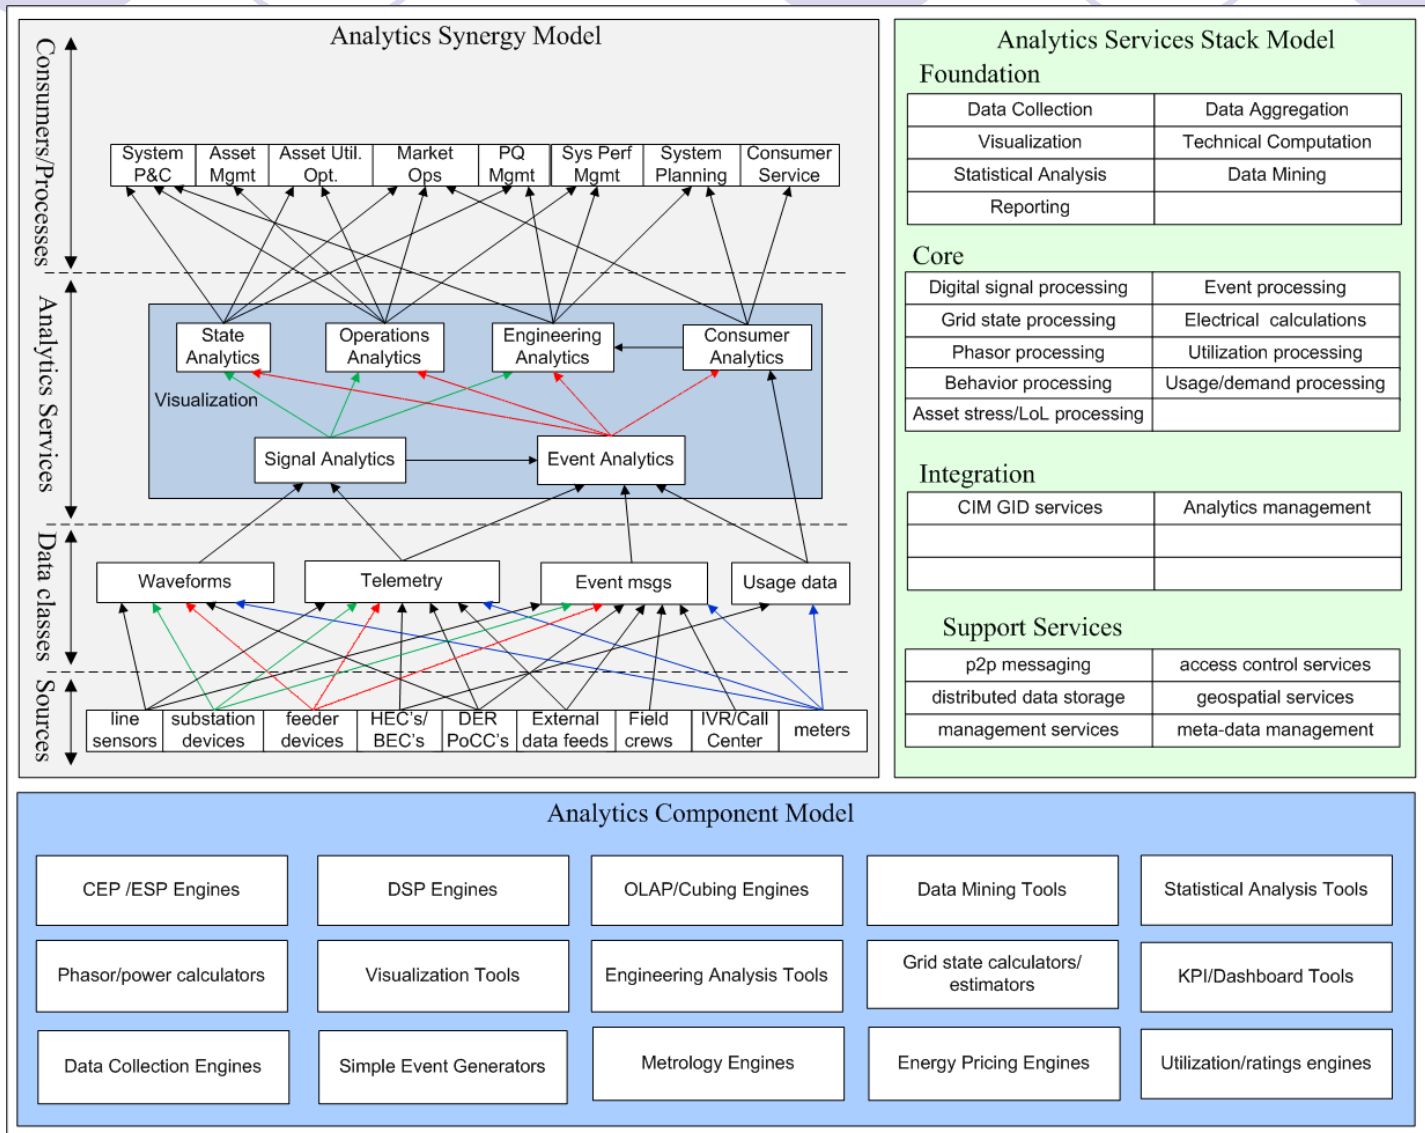 Analytics Synergy Model
Consumers/Processes
System
P&C
Asset
Mgmt
Asset Util.
Opt.
Market
Ops
PQ
Mgmt
Sys Perf
Mgmt
System
Planning
Consumer
Service
Analytics Services
State
Analytics
Operations
Analytics
Engineering
Analytics
Consumer
Analytics
Visualization
Signal Analytics
Event Analytics
Data classes
Waveforms
Telemetry
Event msgs
Usage data
Sources
line
sensors
substation
devices
feeder
devices
HEC's/
BEC's
DER
PoCC's
External
data feeds
Field
crews
IVR/Call
Center
meters
Analytics Services Stack Model
Foundation
Data Collection
Data Aggregation
Visualization
Technical Computation
Statistical Analysis
Data Mining
Reporting
Core
Digital signal processing
Event processing
Grid state processing
Electrical calculations
Phasor processing
Utilization processing
Behavior processing
Usage/demand processing
Asset stress/LoL processing
Integration
CIM GID services
Analytics management
Support Services
p2p messaging
access control services
distributed data storage
geospatial services
management services
meta-data management
Analytics Component Model
CEP /ESP Engines
DSP Engines
OLAP/Cubing Engines
Data Mining Tools
Statistical Analysis Tools
Phasor/power calculators
Visualization Tools
Engineering Analysis Tools
Grid state calculators/
estimators
KPI/Dashboard Tools
Data Collection Engines
Simple Event Generators
Metrology Engines
Energy Pricing Engines
Utilization/ratings engines